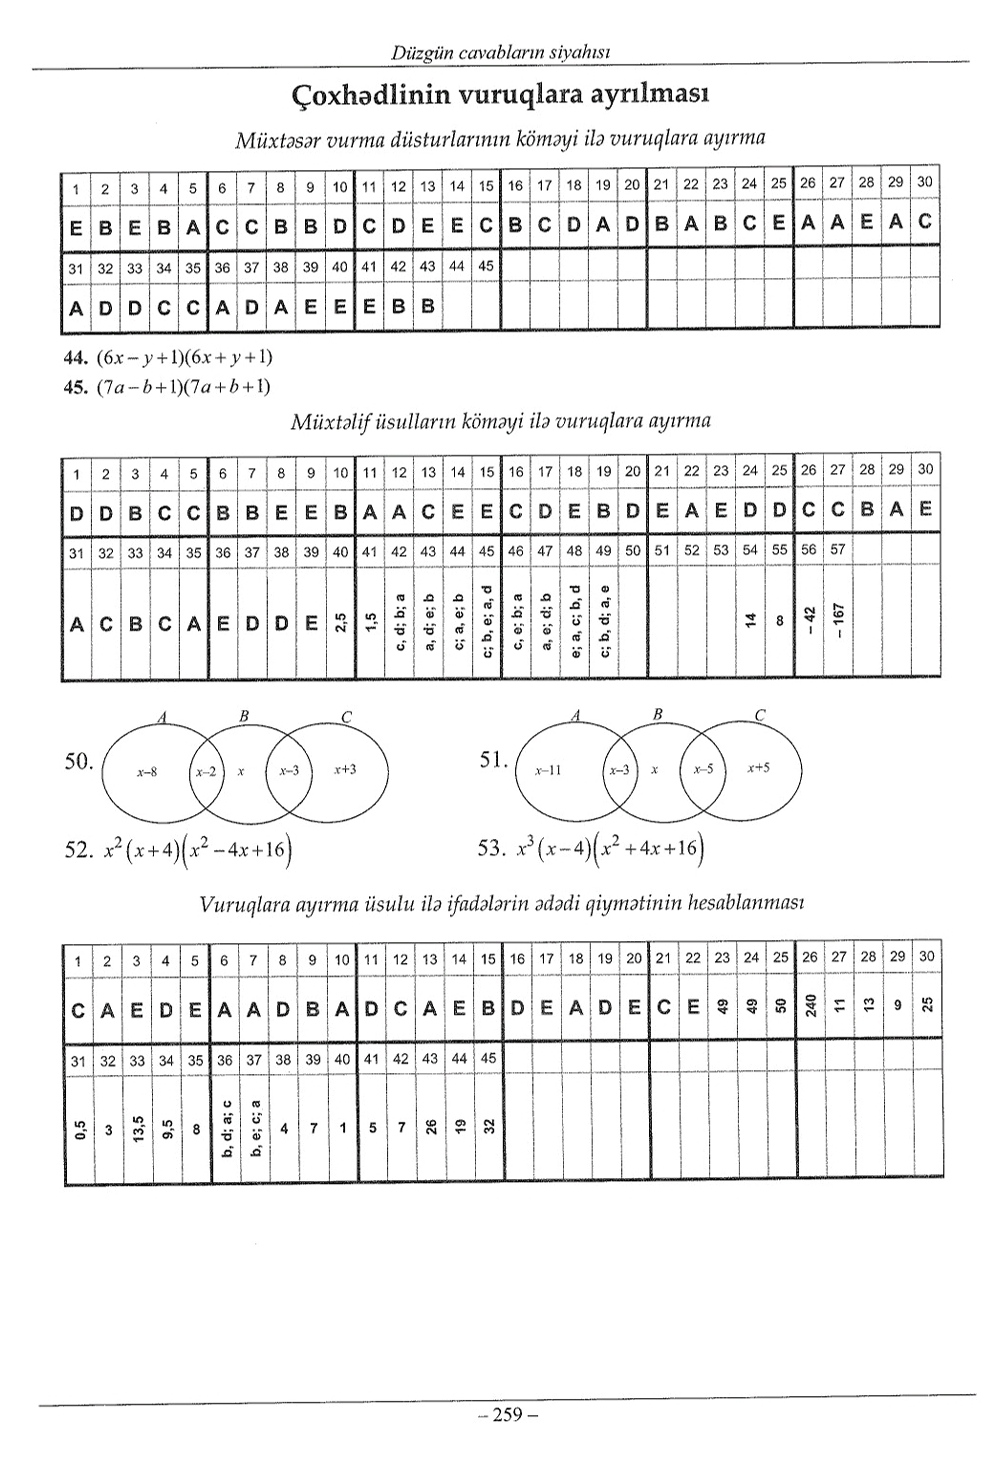 Düzgün cavabların siyahısı
Çoxhədlinin vuruqlara ayrılması
Müxtəsər vurma düsturlarının köməyi ilə vuruqlara ayırma
1 2 3 4 5 6 7 8 9 10 11 12 13 14 15 16 17 18 19 20 21 22 23 24 25 26 27 28 29 30
E B E B A C C B B D C D E E C B C D A D B A B C E A A E A C
31 32 33 34 35 36 37 38 39 40 41 42 43 44 45
A D D C C A D A E E E B B
44. (6x – y + 1)(6x + y + 1)
45. (7a – b + 1)(7a + b + 1)
Müxtəlif üsulların köməyi ilə vuruqlara ayırma
1 2 3 4 5 6 7 8 9 10 11 12 13 14 15 16 17 18 19 20 21 22 23 24 25 26 27 28 29 30
D D B C C B B E E B A A C E E C D E B D E A E D D C C B A E
31 32 33 34 35 36 37 38 39 40 41 42 43 44 45 46 47 48 49 50 51 52 53 54 55 56 57
A C B C A E D D E 2,5 1,5 c, d; b; a a, d; e; b c; a, e; b c; b, e; a, d c, e; b; a a, e; d; b e; a, c; b, d c; b, d; a, e 14 8 – 42 – 167
A B C
50. x–8 x–2 x x–3 x+3
A B C
51. x–11 x–3 x x–5 x+5
52. x²(x+4)(x² – 4x+16)
53. x³(x–4)(x² + 4x+16)
Vuruqlara ayırma üsulu ilə ifadələrin ədədi qiymətinin hesablanması
1 2 3 4 5 6 7 8 9 10 11 12 13 14 15 16 17 18 19 20 21 22 23 24 25 26 27 28 29 30
C A E D E A A D B A D C A E B D E A D E C E 49 49 50 240 11 13 9 25
31 32 33 34 35 36 37 38 39 40 41 42 43 44 45
0,5 3 13,5 9,5 8 b, d; a; c b, e; c; a 4 7 1 5 7 26 19 32
– 259 –